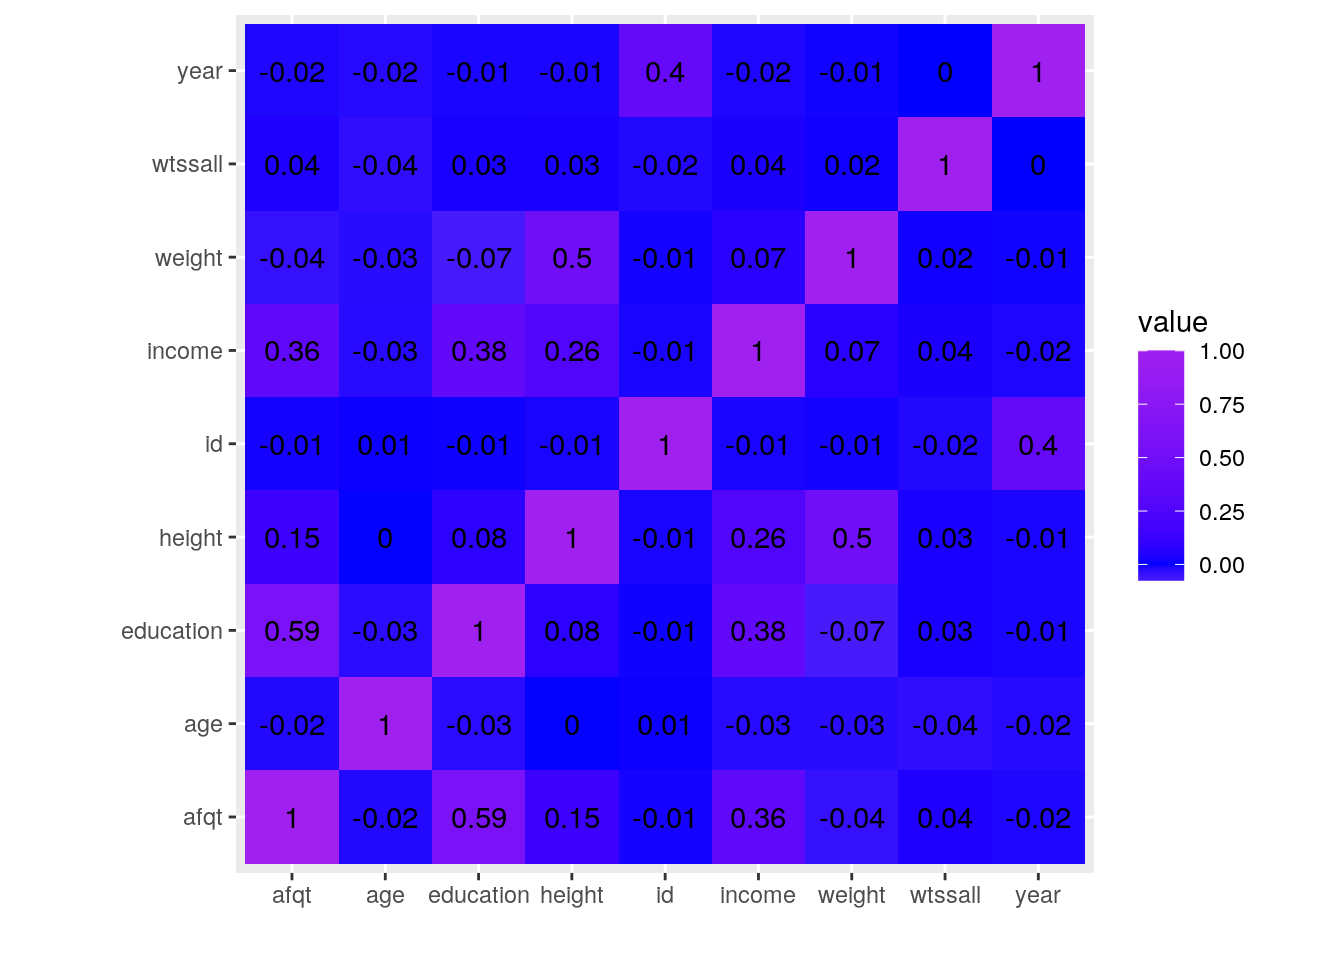 year -0.02 -0.02 -0.01 -0.01 0.4 -0.02 -0.01 0 1
wtssall 0.04 -0.04 0.03 0.03 -0.02 0.04 0.02 1 0
weight -0.04 -0.03 -0.07 0.5 -0.01 0.07 1 0.02 -0.01
income 0.36 -0.03 0.38 0.26 -0.01 1 0.07 0.04 -0.02
id -0.01 0.01 -0.01 -0.01 1 -0.01 -0.01 -0.02 0.4
height 0.15 0 0.08 1 -0.01 0.26 0.5 0.03 -0.01
education 0.59 -0.03 1 0.08 -0.01 0.38 -0.07 0.03 -0.01
age -0.02 1 -0.03 0 0.01 -0.03 -0.03 -0.04 -0.02
afqt 1 -0.02 0.59 0.15 -0.01 0.36 -0.04 0.04 -0.02
afqt age education height id income weight wtssall year
value
1.00
0.75
0.50
0.25
0.00